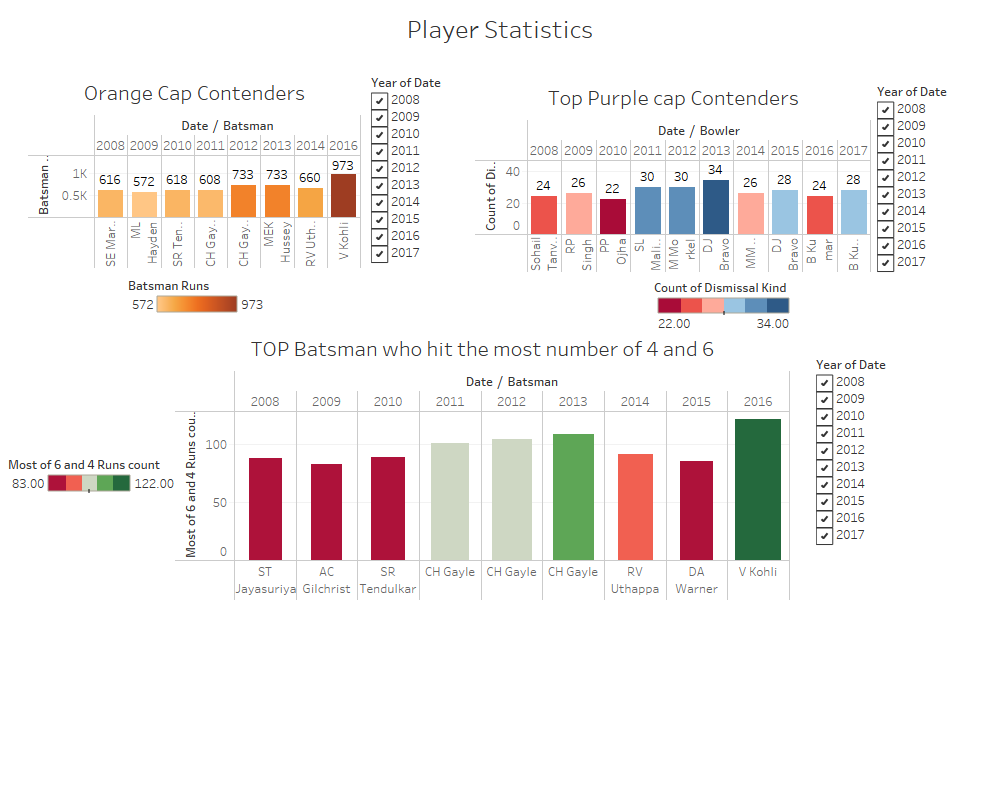 Player Statistics
Orange Cap Contenders
Date / Batsman
2008 2009 2010 2011 2012 2013 2014 2016
Batsman ..
1K
0.5K
616 572 618 608 733 733 660 973
SE Mar..
ML Hayden
SR Ten..
CH Gay..
CH Gay..
MEK Hussey
RV Uth..
V Kohli
Batsman Runs
572 973
Year of Date
2008
2009
2010
2011
2012
2013
2014
2015
2016
2017
Top Purple cap Contenders
Date / Bowler
2008 2009 2010 2011 2012 2013 2014 2015 2016 2017
Count of Di..
40
20
0
24 26 22 30 30 34 26 28 24 28
Sohail Tanv..
RP Singh
PP Ojha
SL Mali..
M Mo rkel
DJ Bravo
MM ..
DJ Bravo
B Ku mar
B Ku..
Count of Dismissal Kind
22.00 34.00
Year of Date
2008
2009
2010
2011
2012
2013
2014
2015
2016
2017
TOP Batsman who hit the most number of 4 and 6
Date / Batsman
2008 2009 2010 2011 2012 2013 2014 2015 2016
Most of 6 and 4 Runs cou..
100
50
0
ST Jayasuriya
AC Gilchrist
SR Tendulkar
CH Gayle
CH Gayle
CH Gayle
RV Uthappa
DA Warner
V Kohli
Most of 6 and 4 Runs count
83.00 122.00
Year of Date
2008
2009
2010
2011
2012
2013
2014
2015
2016
2017